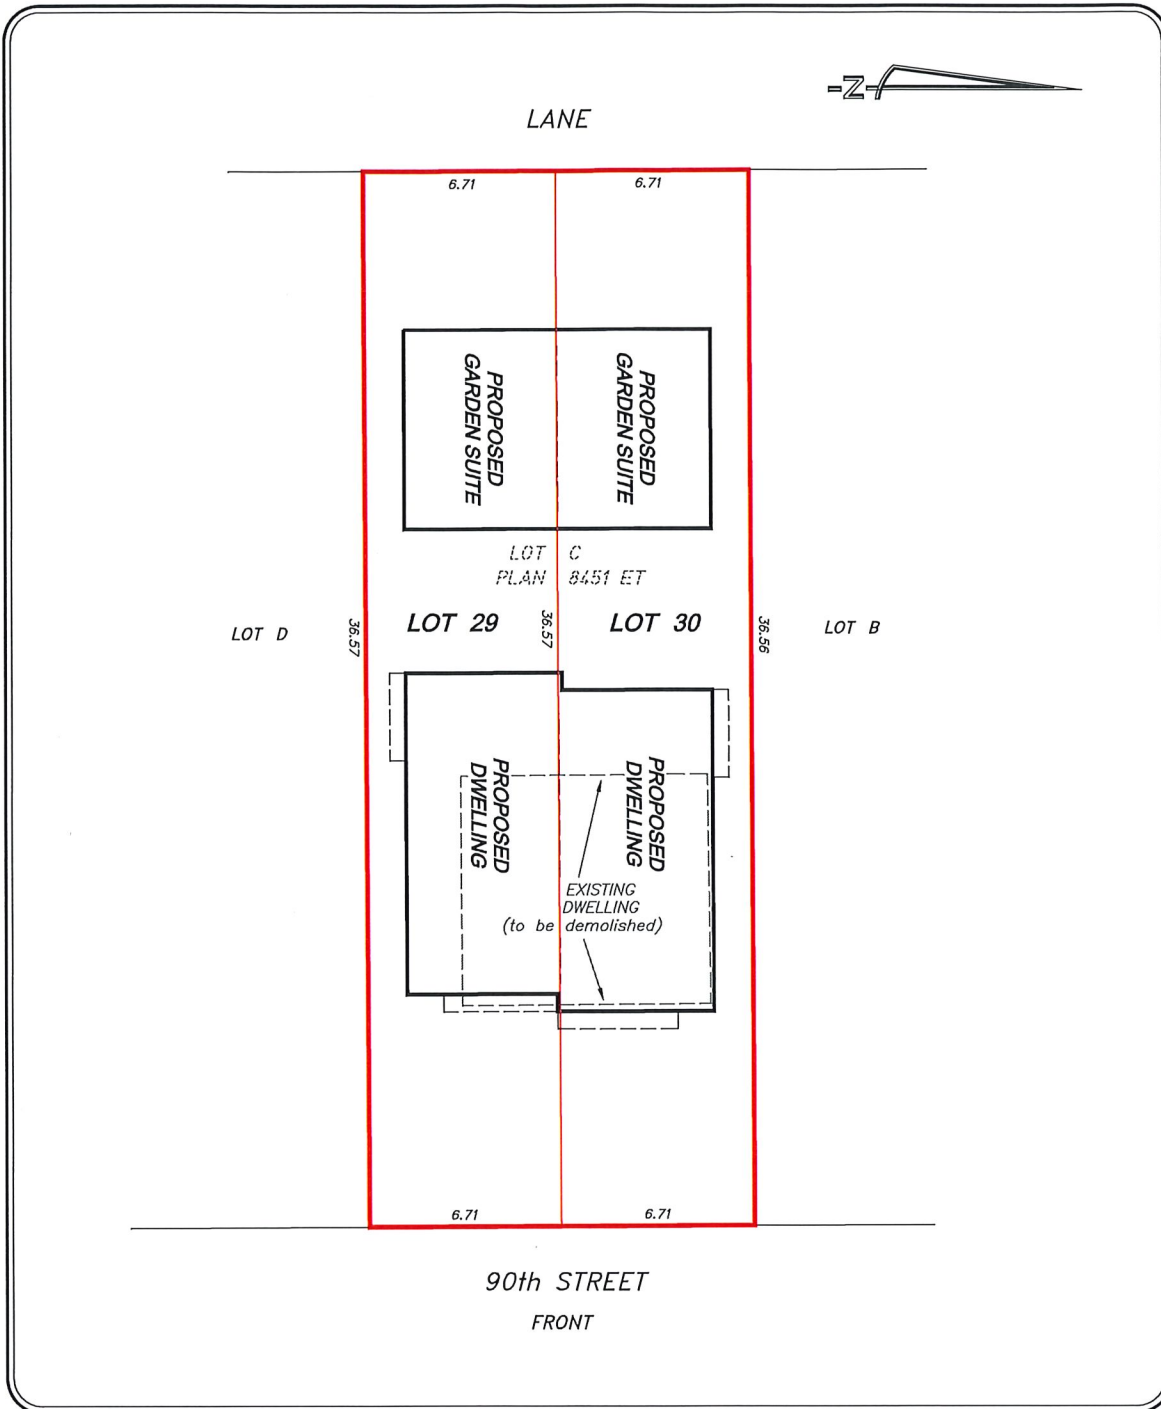 N
LANE
6.71
6.71
PROPOSED
GARDEN SUITE
PROPOSED
GARDEN SUITE
LOT C
PLAN 8451 ET
LOT 29
LOT 30
LOT D
36.57
36.57
36.56
LOT B
PROPOSED
DWELLING
PROPOSED
DWELLING
EXISTING
DWELLING
(to be demolished)
6.71
6.71
90th STREET
FRONT